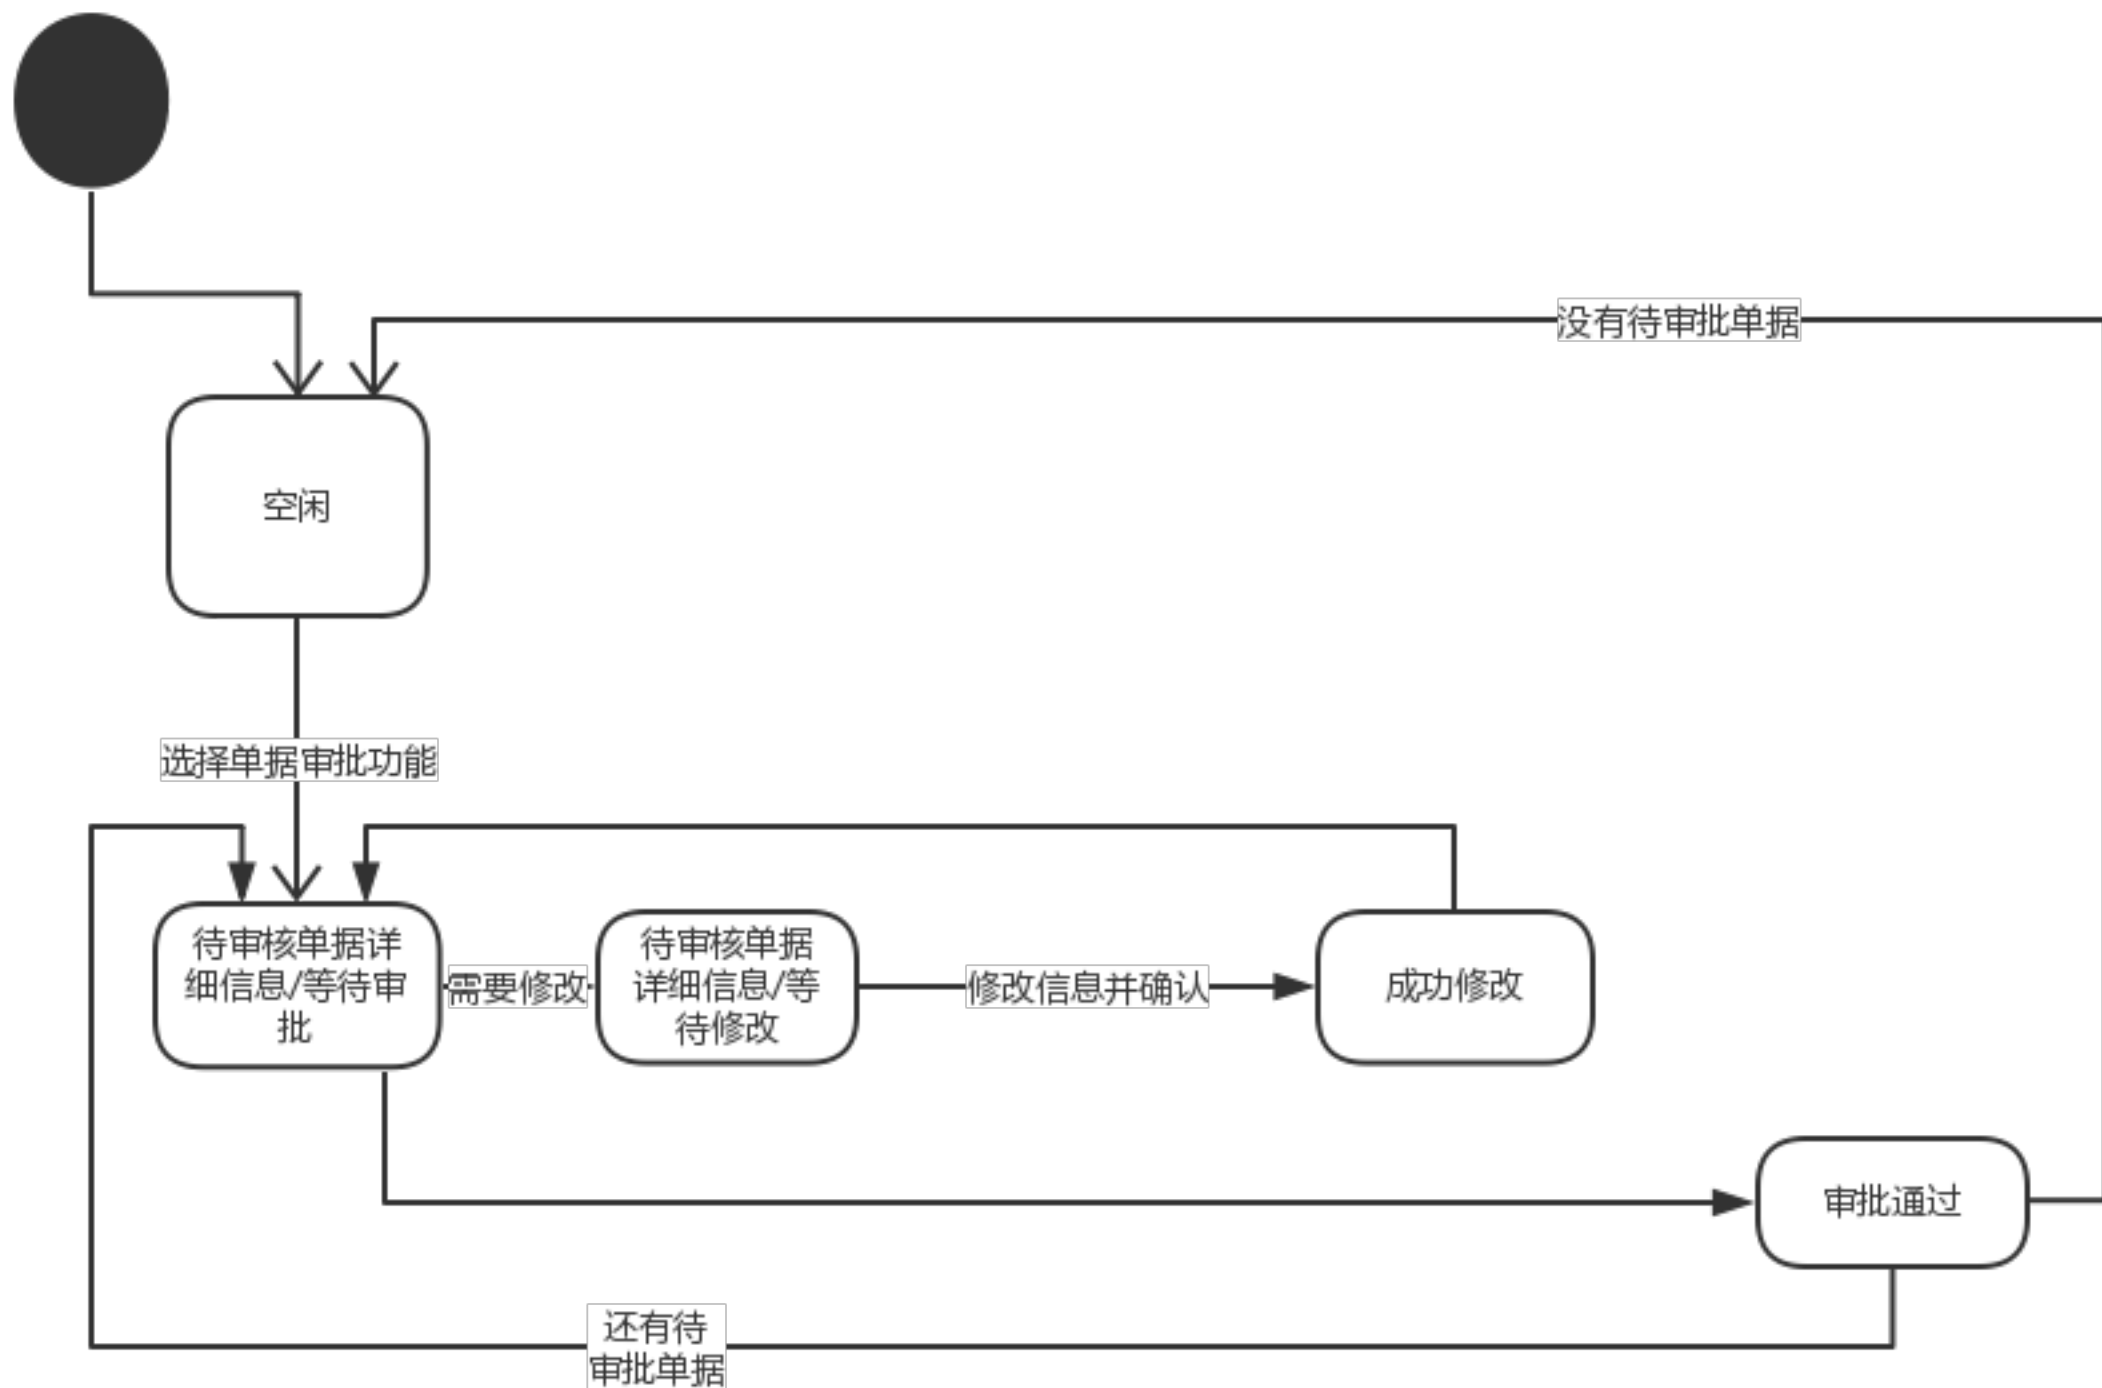 没有待审批单据
空闲
选择单据审批功能
待审核单据详
细信息/等待审
批
需要修改
待审核单据
详细信息/等
待修改
修改信息并确认
成功修改
审批通过
还有待
审批单据